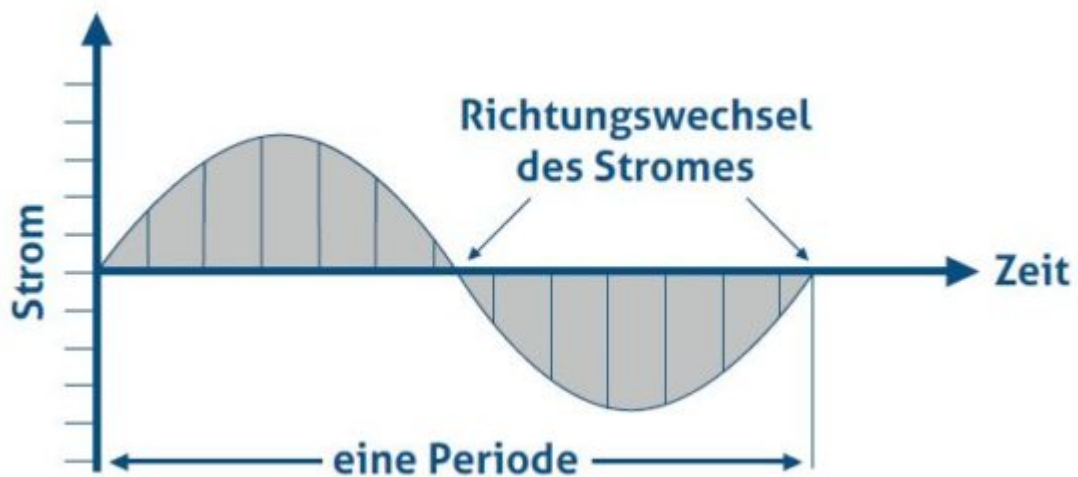 Richtungswechsel
des Stromes
Strom
Zeit
eine Periode